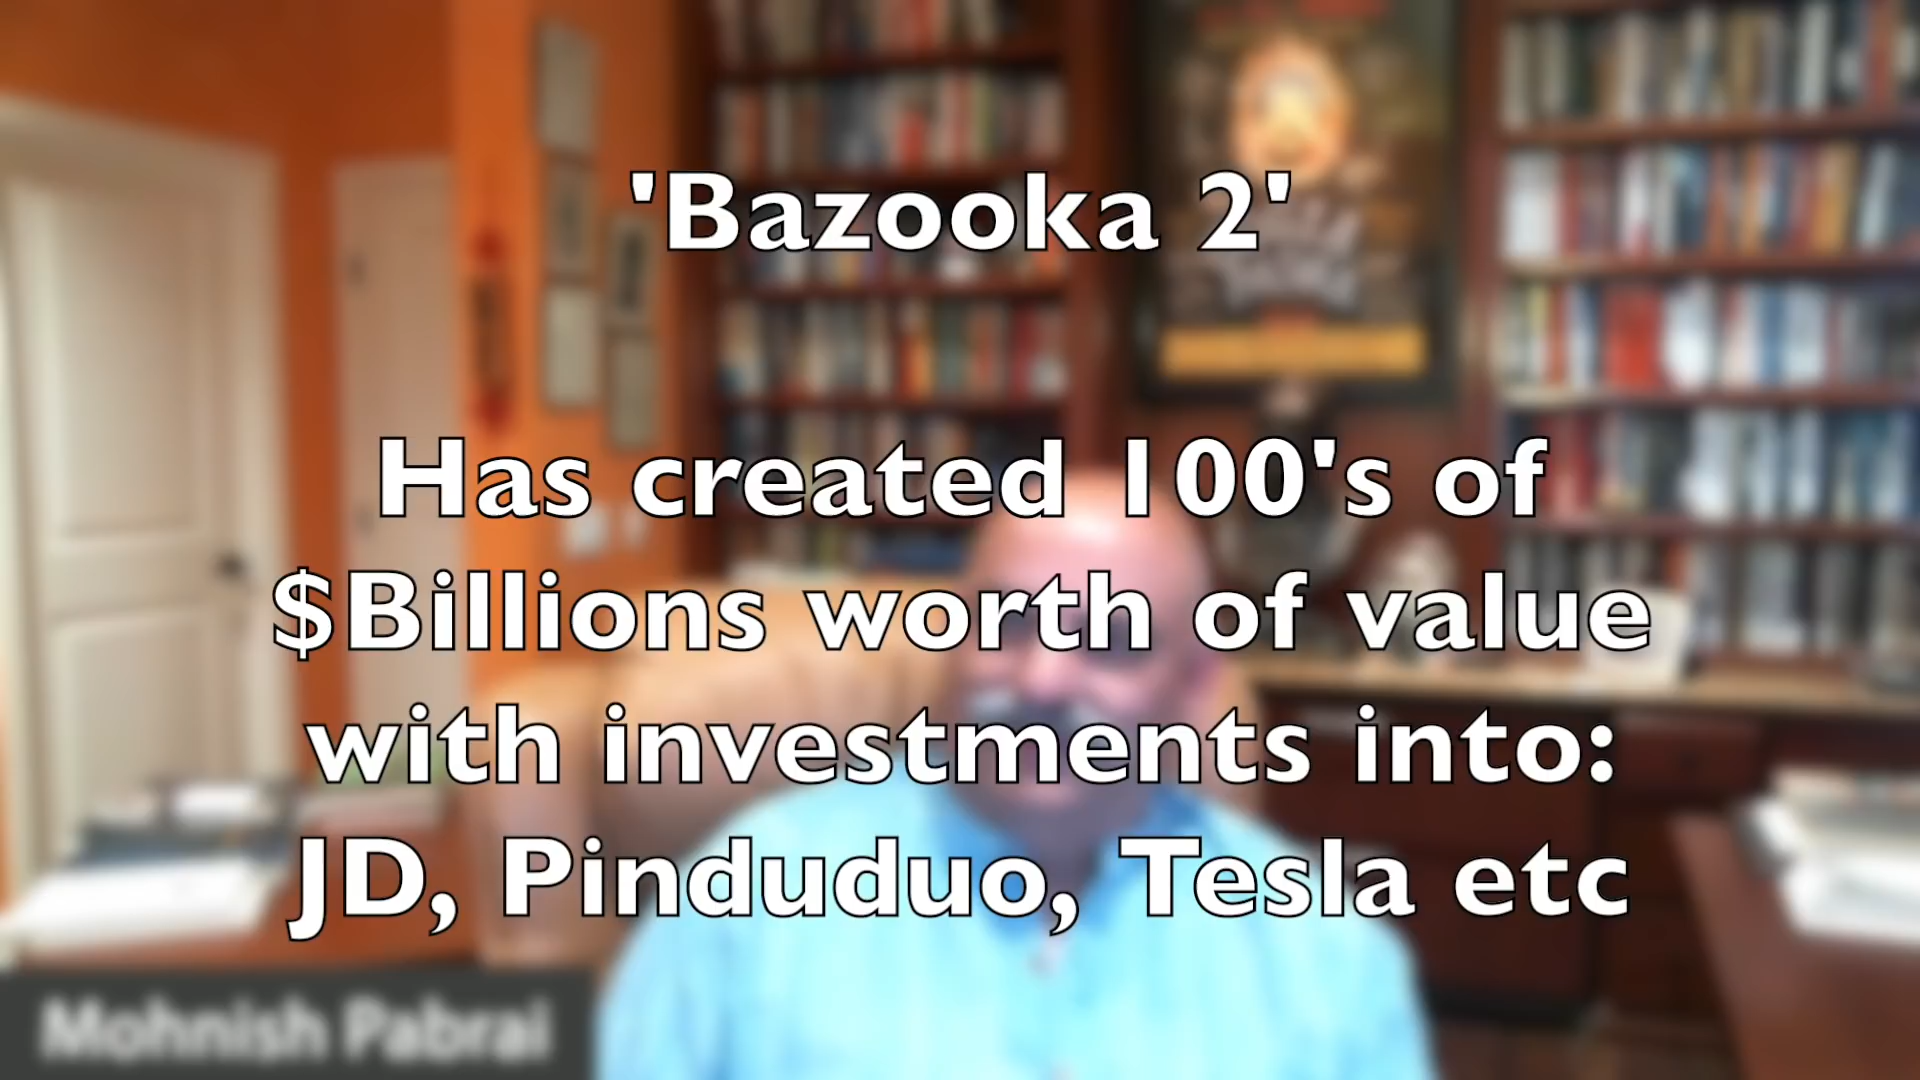 'Bazooka 2'
Has created 100's of
$Billions worth of value
with investments into:
JD, Pinduduo, Tesla etc
Mohnish Pabrai